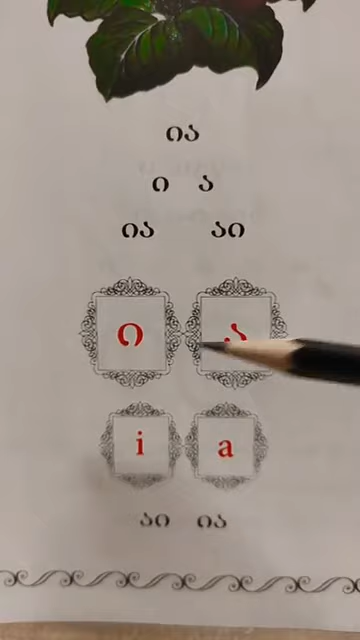 ია
ი ა
ია აი
ი ა
i a
აი ია